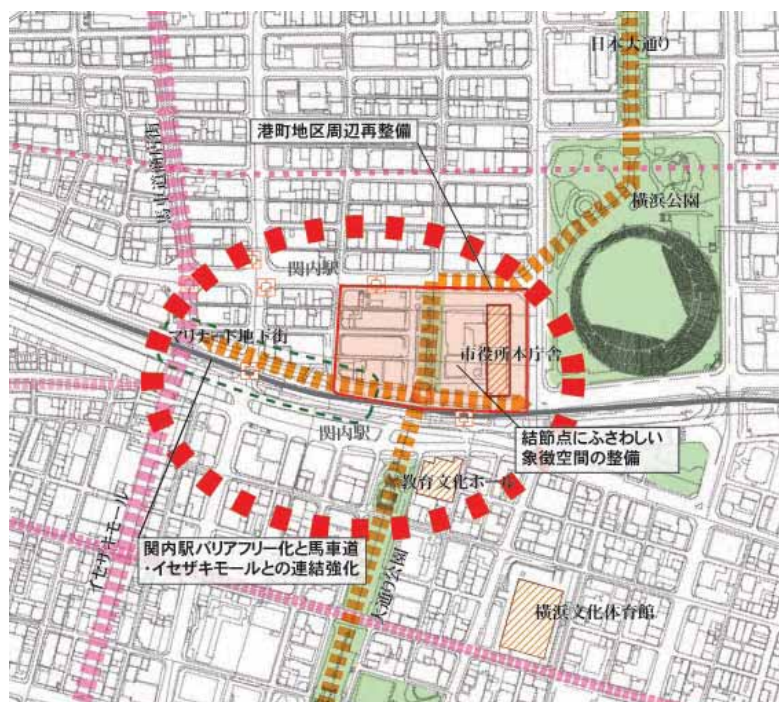 日本大通り
港町地区周辺再整備
馬車道商店街
横浜公園
関内駅
マリナード地下街
市役所本庁舎
関内駅
結節点にふさわしい
象徴空間の整備
教育文化ホール
イセザキモール
関内駅バリアフリー化と馬車道
・イセザキモールとの連結強化
大通り公園
横浜文化体育館